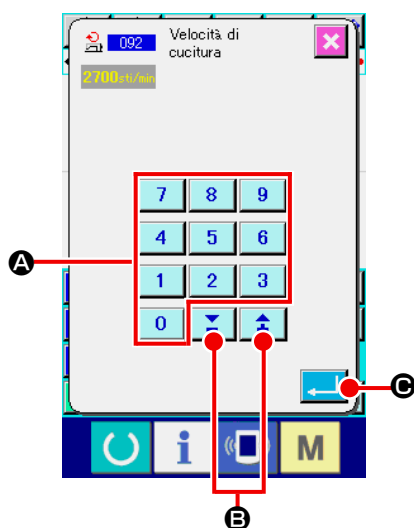 092 Velocità di
cucitura
2700sti/min
7 8 9
4 5 6
A
1 2 3
0
C
i M
B